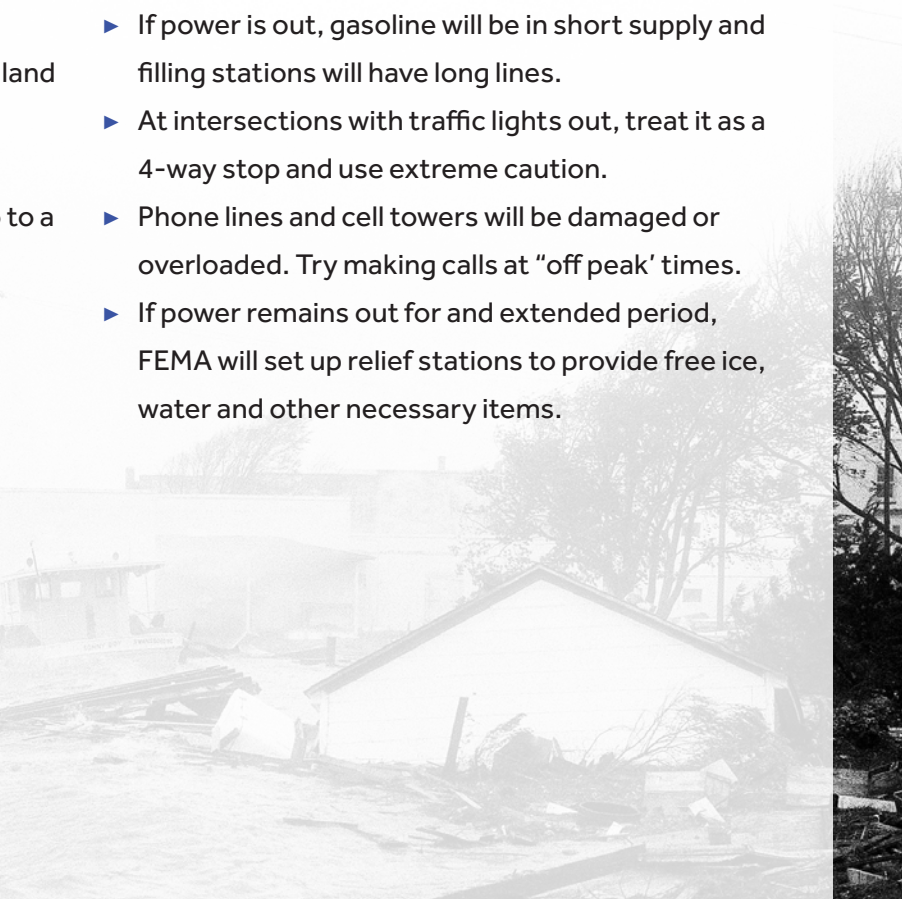 land
to a
► If power is out, gasoline will be in short supply and
filling stations will have long lines.
► At intersections with traffic lights out, treat it as a
4-way stop and use extreme caution.
► Phone lines and cell towers will be damaged or
overloaded. Try making calls at “off peak’ times.
► If power remains out for and extended period,
FEMA will set up relief stations to provide free ice,
water and other necessary items.